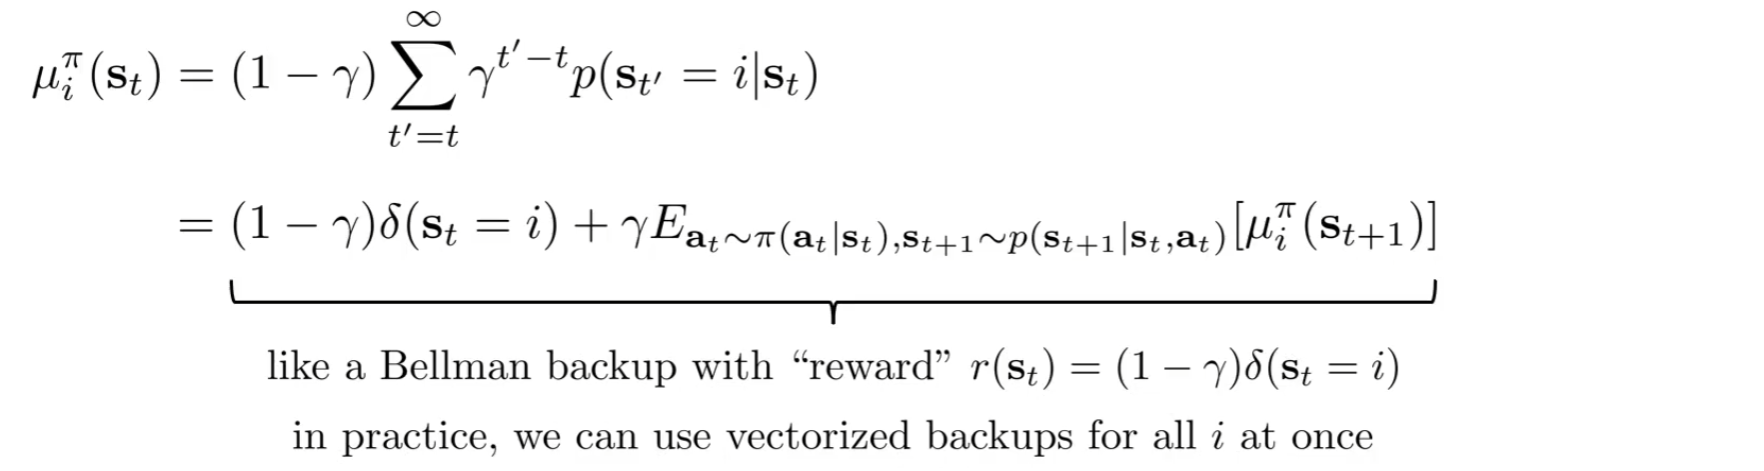 $\mu_i^\pi(\mathbf{s}_t) = (1-\gamma)\sum_{t'=t}^{\infty}\gamma^{t'-t}p(\mathbf{s}_{t'} = i|\mathbf{s}_t)$
$= (1-\gamma)\delta(\mathbf{s}_t = i) + \gamma E_{\mathbf{a}_t\sim\pi(\mathbf{a}_t|\mathbf{s}_t),\mathbf{s}_{t+1}\sim p(\mathbf{s}_{t+1}|\mathbf{s}_t,\mathbf{a}_t)}[\mu_i^\pi(\mathbf{s}_{t+1})]$
like a Bellman backup with “reward” $r(\mathbf{s}_t) = (1-\gamma)\delta(\mathbf{s}_t = i)$
in practice, we can use vectorized backups for all $i$ at once